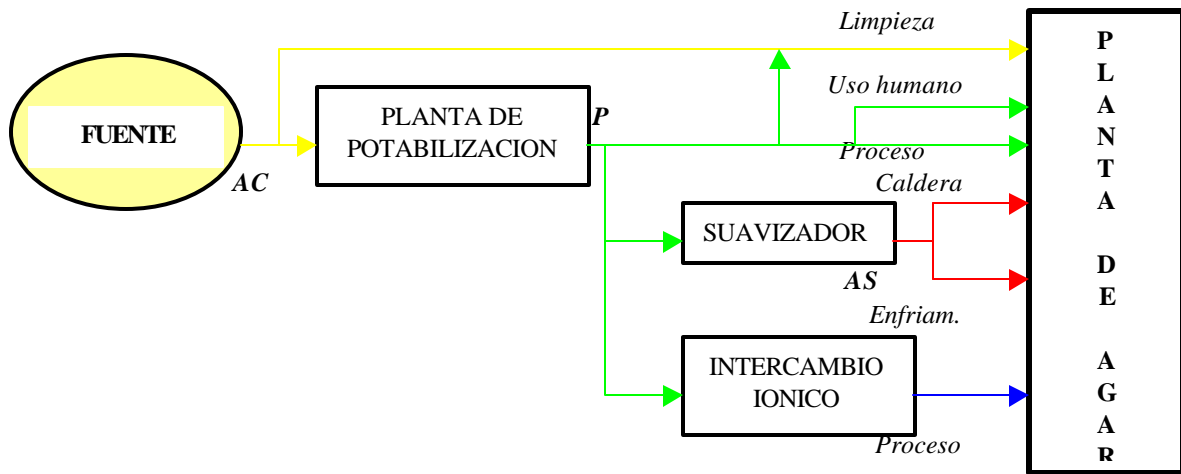 Limpieza
FUENTE
AC
PLANTA DE
POTABILIZACION
P
Uso humano
Proceso
Caldera
SUAVIZADOR
AS
Enfriam.
INTERCAMBIO
IONICO
Proceso
P
L
A
N
T
A
D
E
A
G
A
R